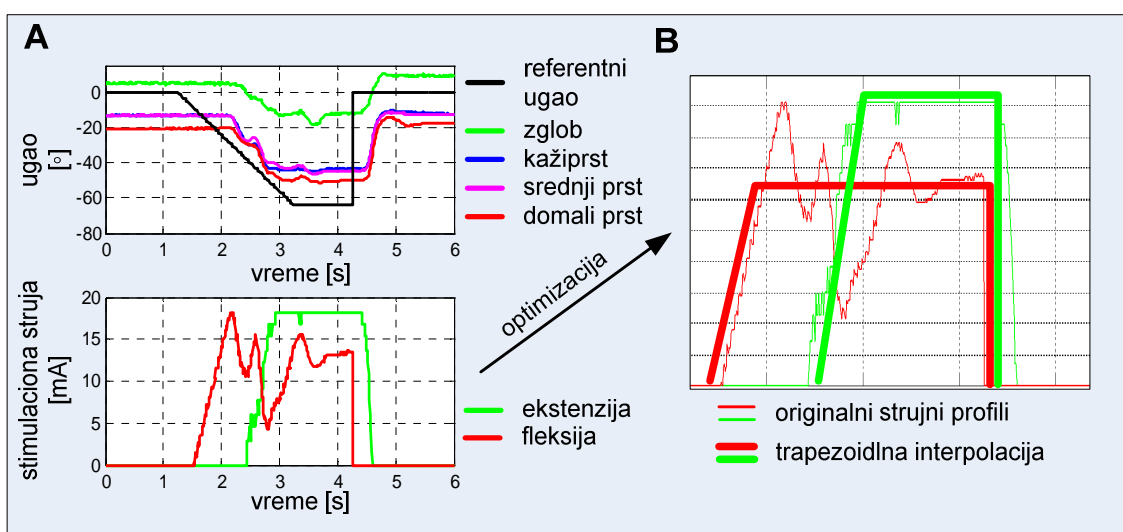 A
B
0
-20
-40
-60
-80
ugao
[°]
0 1 2 3 4 5 6
vreme [s]
referentni
ugao
zglob
kažiprst
srednji prst
domali prst
optimizacija
20
15
10
5
0
stimulaciona struja
[mA]
0 1 2 3 4 5 6
vreme [s]
ekstenzija
fleksija
originalni strujni profili
trapezoidlna interpolacija